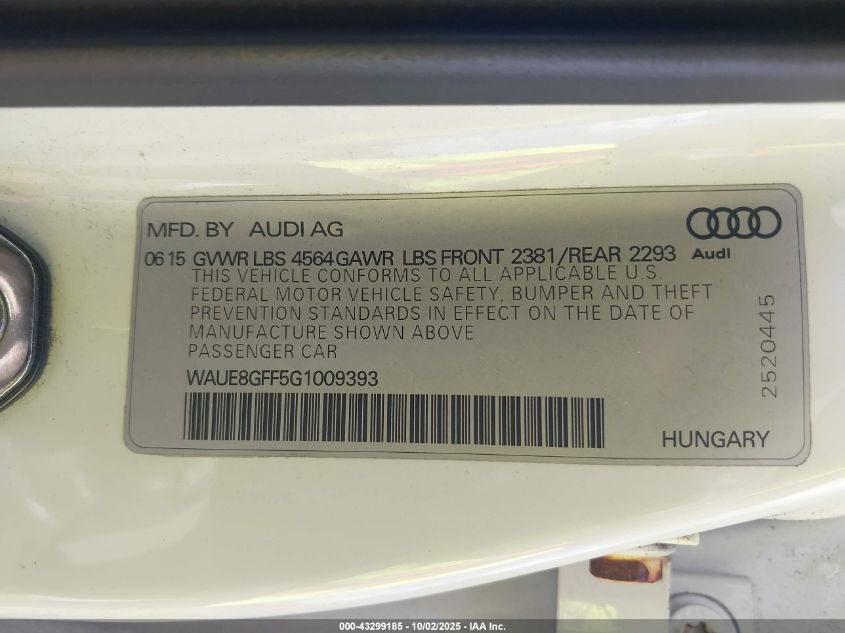 MFD. BY AUDI AG
Audi
06 15 GVWR LBS 4564 GAWR LBS FRONT 2381/REAR 2293
THIS VEHICLE CONFORMS TO ALL APPLICABLE U.S.
FEDERAL MOTOR VEHICLE SAFETY, BUMPER AND THEFT
PREVENTION STANDARDS IN EFFECT ON THE DATE OF
MANUFACTURE SHOWN ABOVE
PASSENGER CAR
WAUE8GFF5G1009393
2520445
HUNGARY
000-43299185 - 10/02/2025 - IAA Inc.